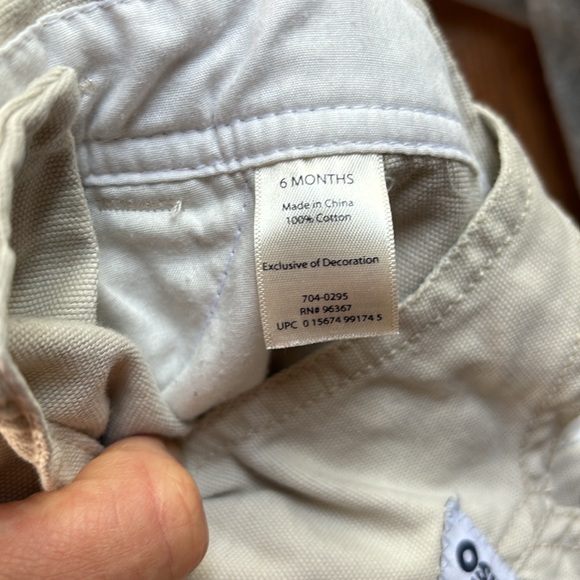 6 MONTHS
Made in China
100% Cotton
Exclusive of Decoration
704-0295
RN# 96367
UPC 0 15674 99174 5